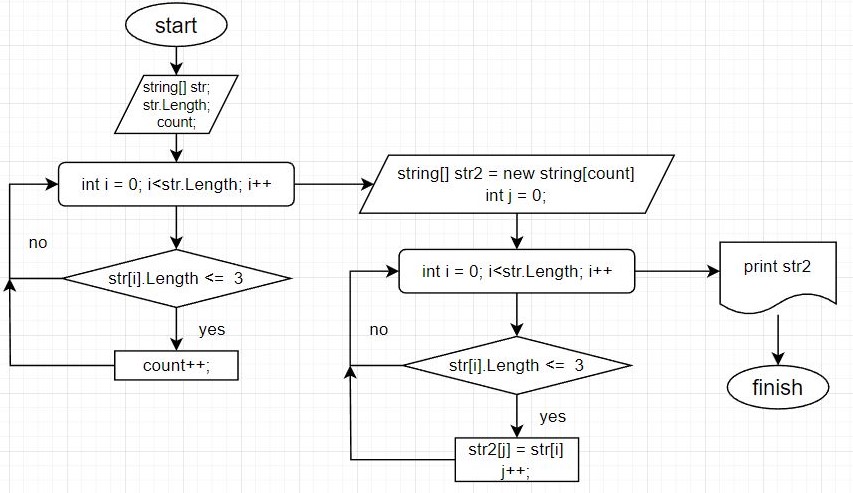 start
string[] str;
str.Length;
count;
int i = 0; i<str.Length; i++
no
str[i].Length <= 3
yes
count++;
string[] str2 = new string[count]
int j = 0;
int i = 0; i<str.Length; i++
no
str[i].Length <= 3
yes
str2[j] = str[i]
j++;
print str2
finish